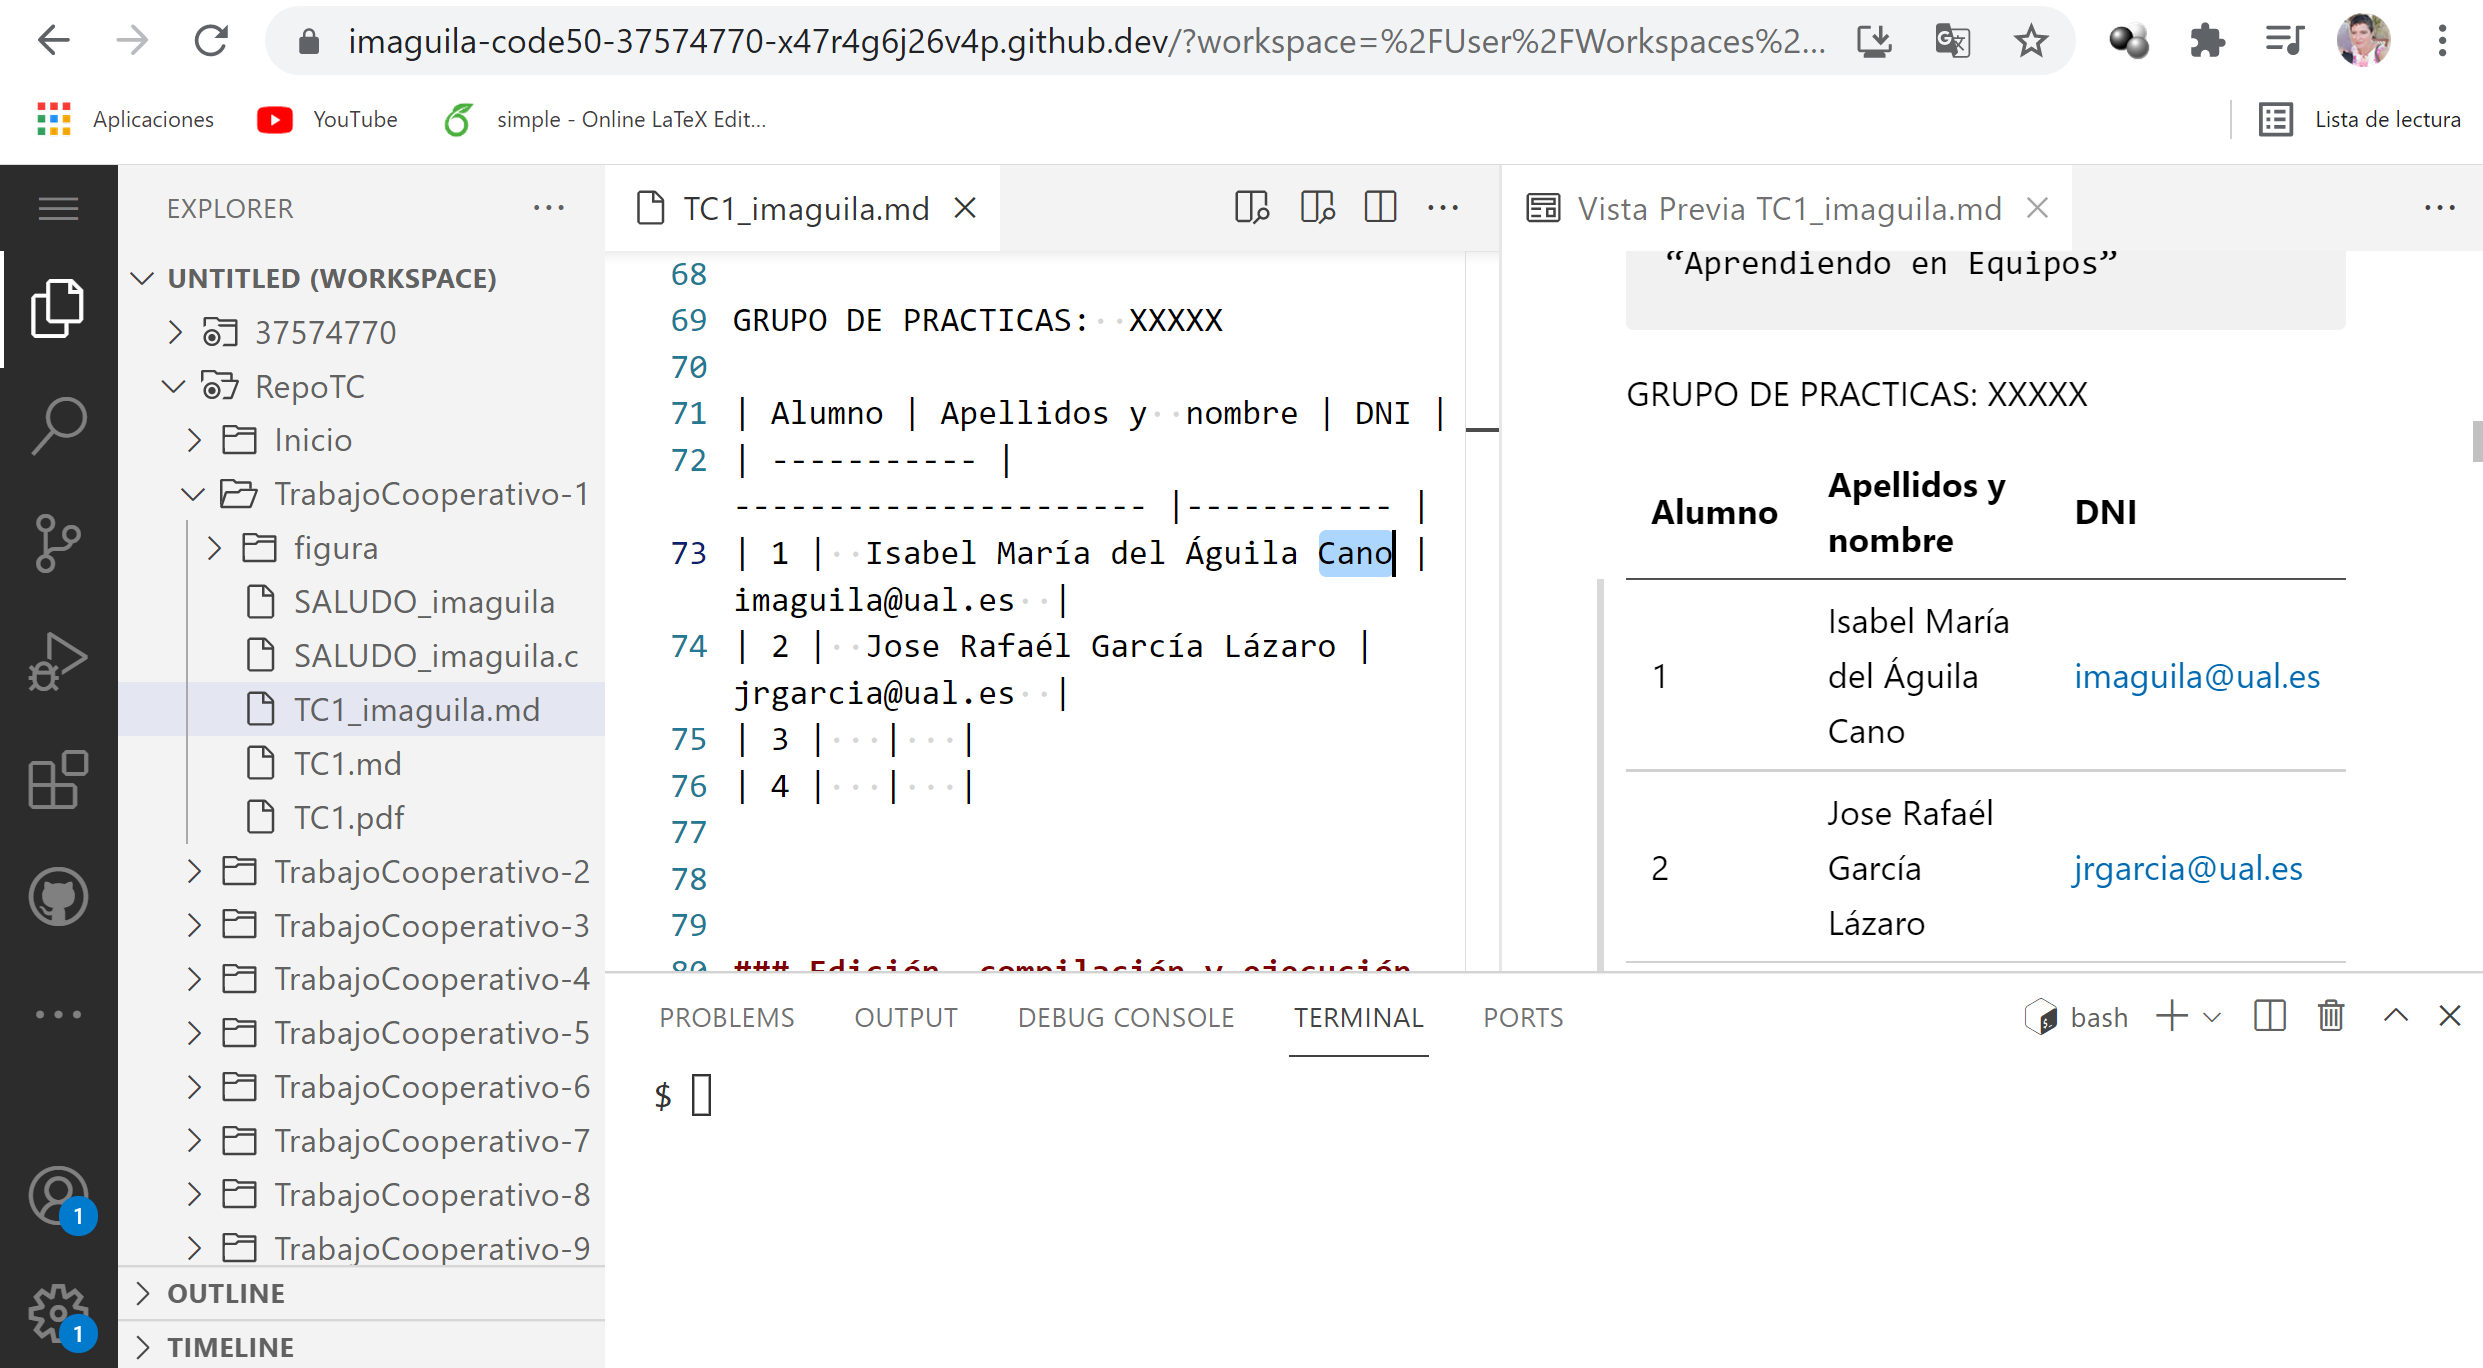 imaguila-code50-37574770-x47r4g6j26v4p.github.dev/?workspace=%2FUser%2FWorkspaces%2...
Aplicaciones
YouTube
simple - Online LaTeX Edit...
Lista de lectura
EXPLORER
UNTITLED (WORKSPACE)
37574770
RepoTC
Inicio
TrabajoCooperativo-1
figura
SALUDO_imaguila
SALUDO_imaguila.c
TC1_imaguila.md
TC1.md
TC1.pdf
TrabajoCooperativo-2
TrabajoCooperativo-3
TrabajoCooperativo-4
TrabajoCooperativo-5
TrabajoCooperativo-6
TrabajoCooperativo-7
TrabajoCooperativo-8
TrabajoCooperativo-9
OUTLINE
TIMELINE
1
1
TC1_imaguila.md
68
69 GRUPO DE PRACTICAS: XXXXX
70
71 | Alumno | Apellidos y nombre | DNI |
72 | ----------- |
---------------------- |----------- |
73 | 1 | Isabel María del Águila Cano |
imaguila@ual.es |
74 | 2 | Jose Rafaél García Lázaro |
jrgarcia@ual.es |
75 | 3 | | |
76 | 4 | | |
77
78
79
80 ### Edición, compilación y ejecución
Vista Previa TC1_imaguila.md
“Aprendiendo en Equipos”
GRUPO DE PRACTICAS: XXXXX
Alumno
Apellidos y
nombre
DNI
1
Isabel María
del Águila
Cano
imaguila@ual.es
2
Jose Rafaél
García
Lázaro
jrgarcia@ual.es
PROBLEMS
OUTPUT
DEBUG CONSOLE
TERMINAL
PORTS
bash
$